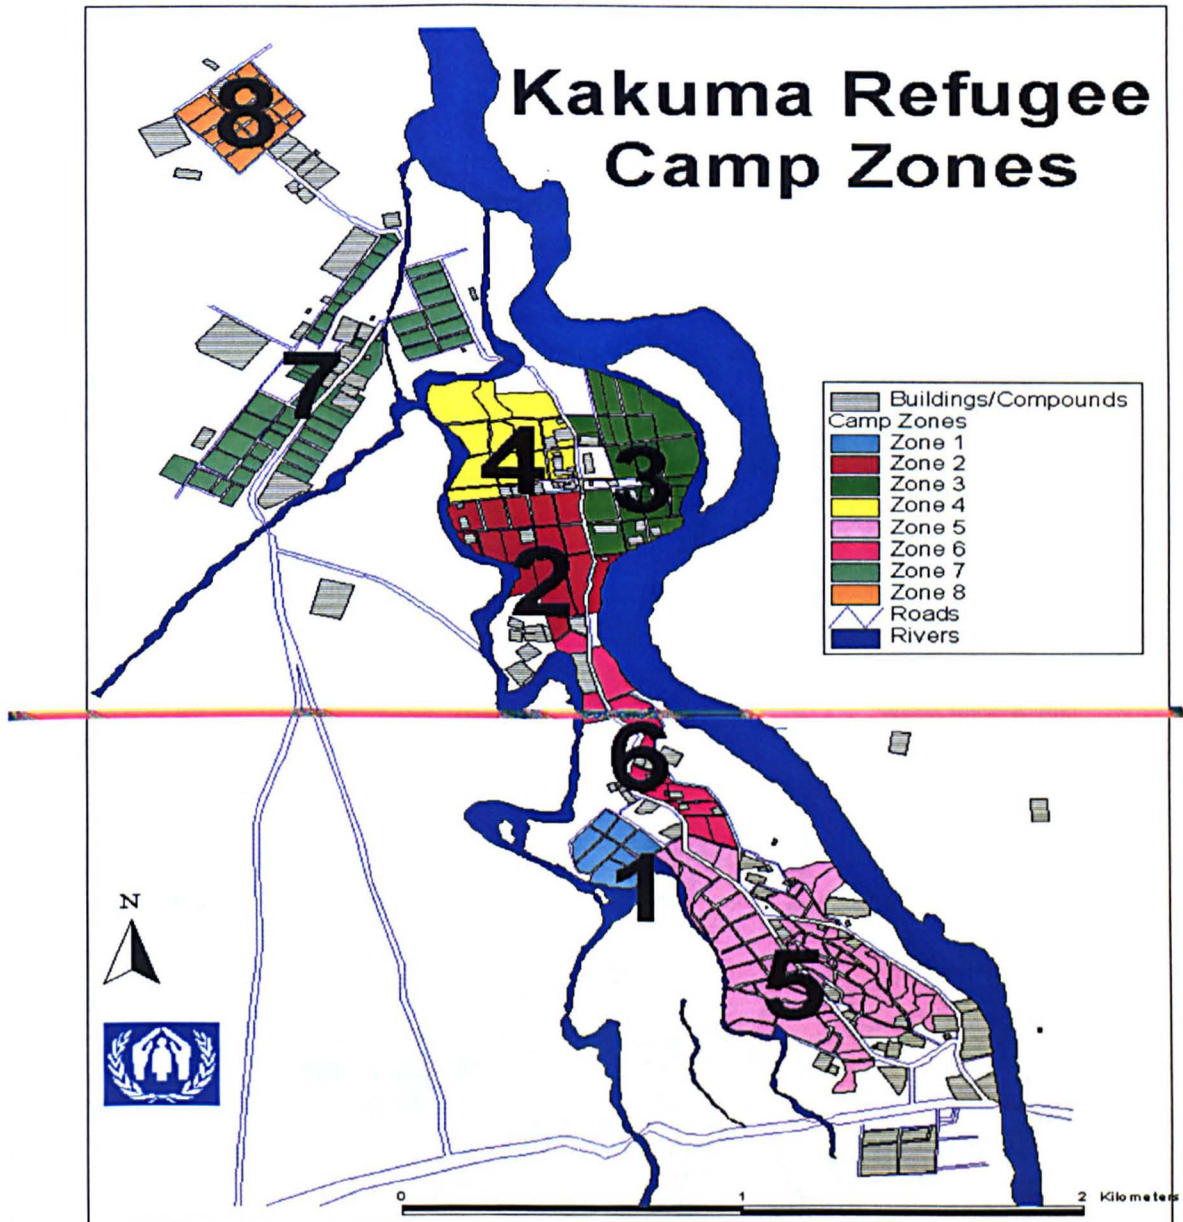 Kakuma Refugee
Camp Zones
8
7
4
3
2
6
1
5
Buildings/Compounds
Camp Zones
Zone 1
Zone 2
Zone 3
Zone 4
Zone 5
Zone 6
Zone 7
Zone 8
Roads
Rivers
N
0 1 2 Kilometers